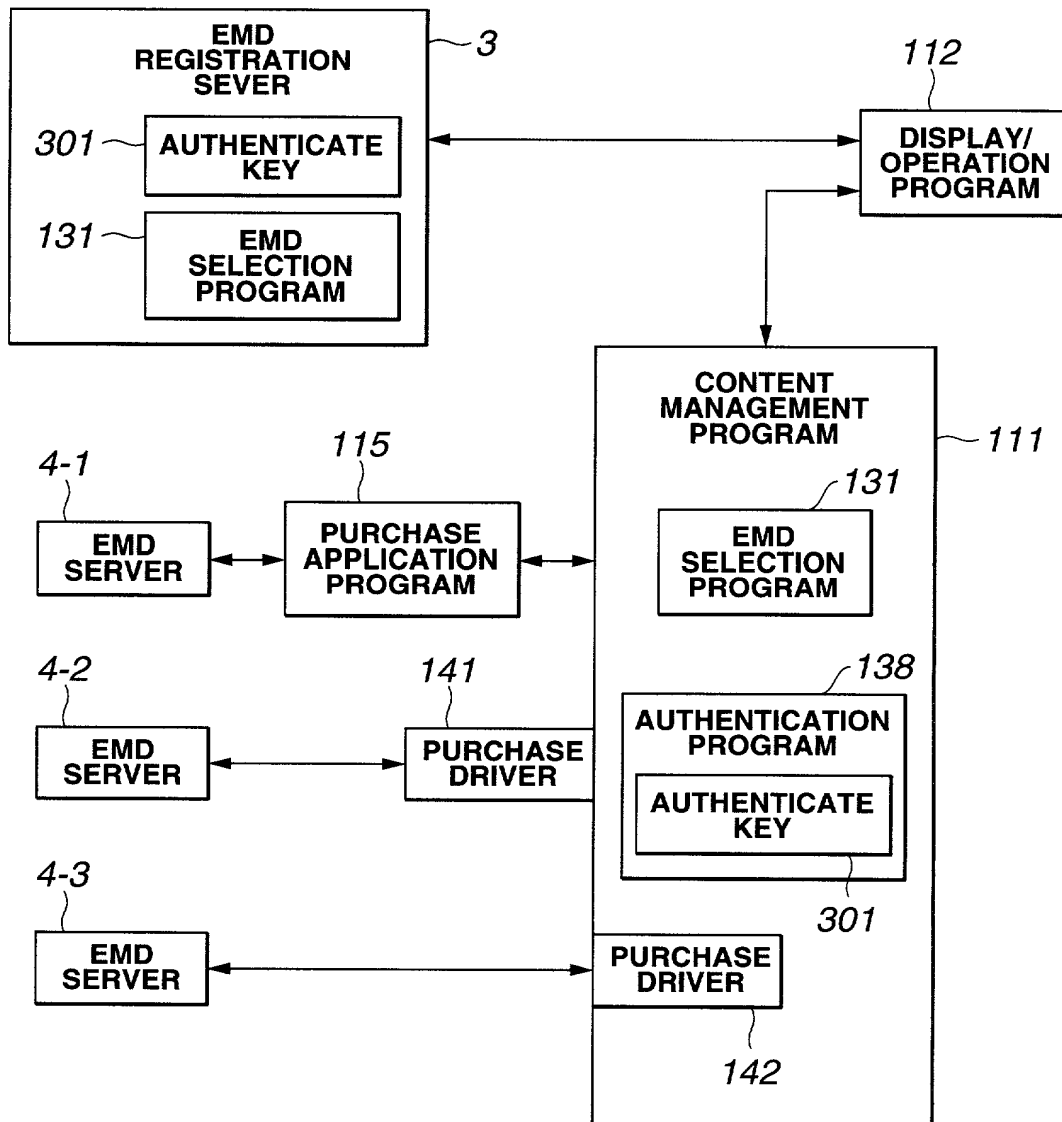 EMD
REGISTRATION
SEVER
3
301
AUTHENTICATE
KEY
131
EMD
SELECTION
PROGRAM
112
DISPLAY/
OPERATION
PROGRAM
CONTENT
MANAGEMENT
PROGRAM
111
131
EMD
SELECTION
PROGRAM
4-1
EMD
SERVER
115
PURCHASE
APPLICATION
PROGRAM
138
AUTHENTICATION
PROGRAM
AUTHENTICATE
KEY
301
4-2
EMD
SERVER
141
PURCHASE
DRIVER
4-3
EMD
SERVER
PURCHASE
DRIVER
142